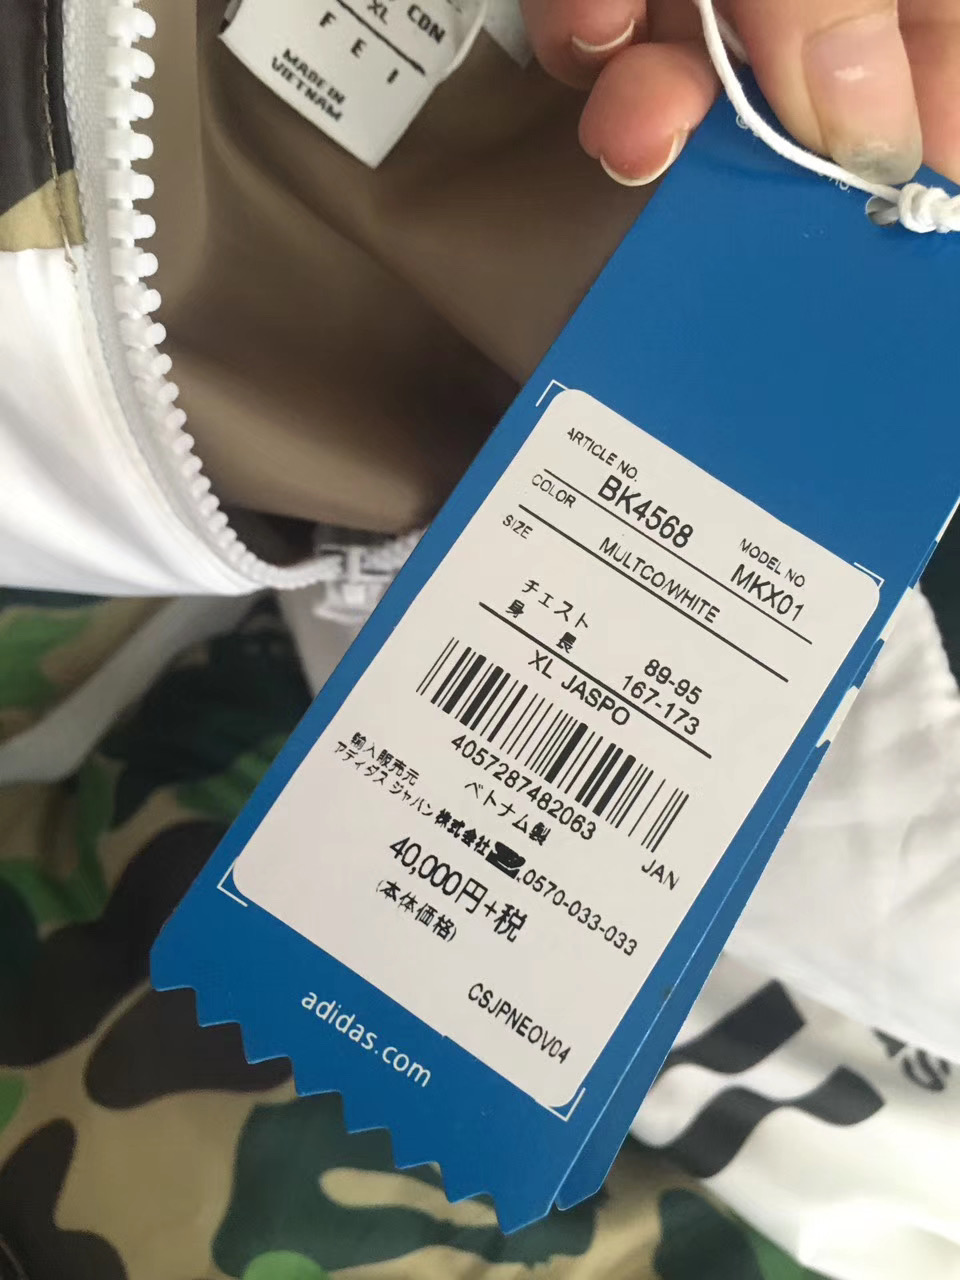 XL
CDN
F E I
MADE IN
VIETNAM
ARTICLE NO.
BK4568
MODEL NO
MKX01
COLOR
MULTCO/WHITE
SIZE
チェスト 89-95
身長 167-173
XL JASPO
4057287482063
JAN
ベトナム製
輸入販売元
アディダス ジャパン株式会社 0570-033-033
40,000円+税
(本体価格)
CSJPNEOV04
adidas.com